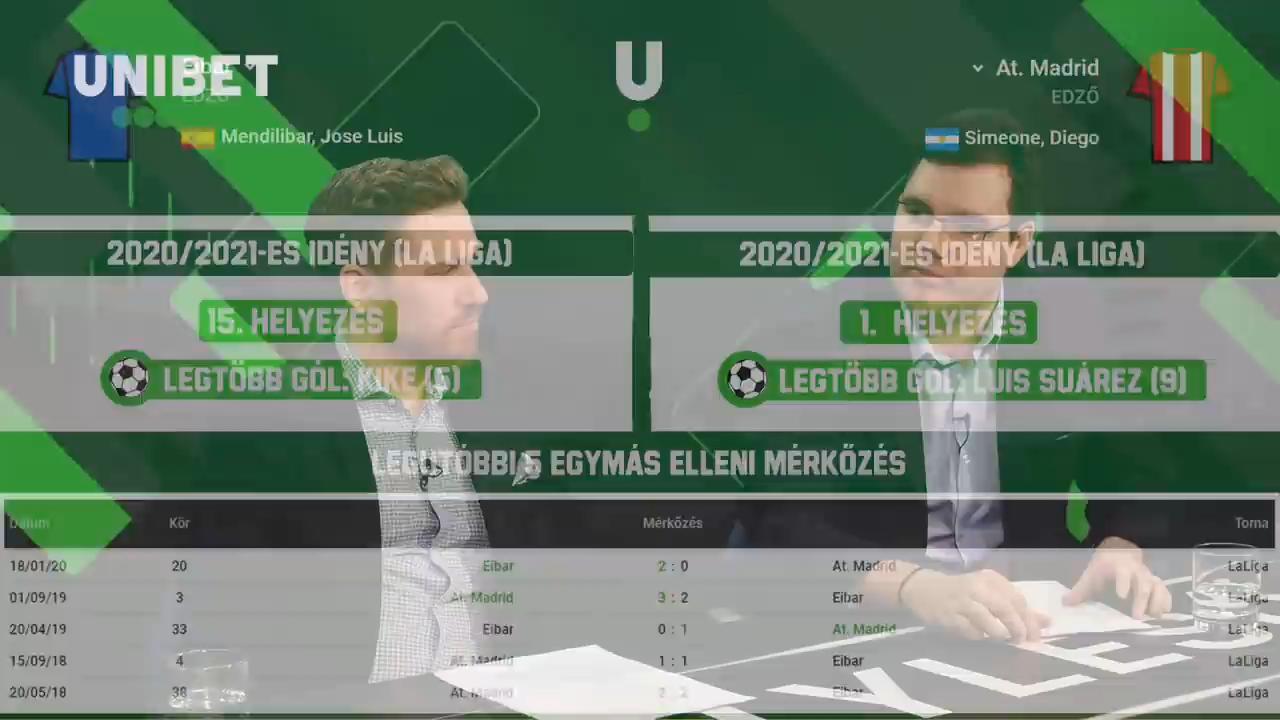 UNIBET
U
Eibar
At. Madrid
EDZŐ
EDZŐ
Mendilibar, Jose Luis
Simeone, Diego
2020/2021-ES IDÉNY (LA LIGA)
2020/2021-ES IDÉNY (LA LIGA)
15. HELYEZÉS
1. HELYEZÉS
LEGTÖBB GÓL: KIKE (5)
LEGTÖBB GÓL: LUIS SUÁREZ (9)
LEGUTÓBBI 5 EGYMÁS ELLENI MÉRKŐZÉS
Dátum Kör Mérkőzés Torna
18/01/20 20 Eibar 2 : 0 At. Madrid LaLiga
01/09/19 3 At. Madrid 3 : 2 Eibar LaLiga
20/04/19 33 Eibar 0 : 1 At. Madrid LaLiga
15/09/18 4 At. Madrid 1 : 1 Eibar LaLiga
20/05/18 38 At. Madrid 2 : 2 Eibar LaLiga